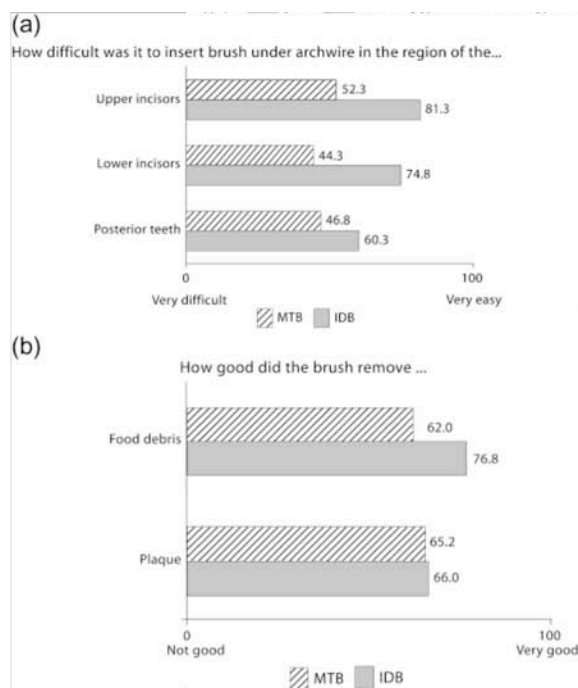 (a)
How difficult was it to insert brush under archwire in the region of the...
Upper incisors
52.3
81.3
Lower incisors
44.3
74.8
Posterior teeth
46.8
60.3
0
100
Very difficult
Very easy
MTB
IDB
(b)
How good did the brush remove ...
Food debris
62.0
76.8
Plaque
65.2
66.0
0
100
Not good
Very good
MTB
IDB